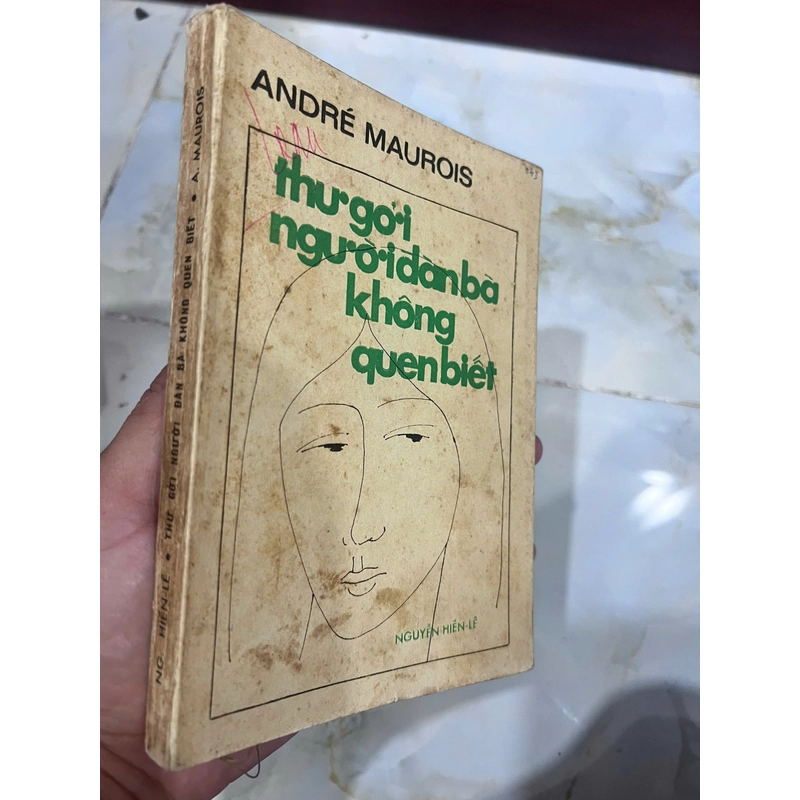 ANDRÉ MAUROIS
thư gởi
người đàn bà
không
quen biết
NGUYỄN-HIẾN-LÊ
NG. HIẾN-LÊ • THƯ GỞI NGƯỜI ĐÀN BÀ KHÔNG QUEN BIẾT • A. MAUROIS